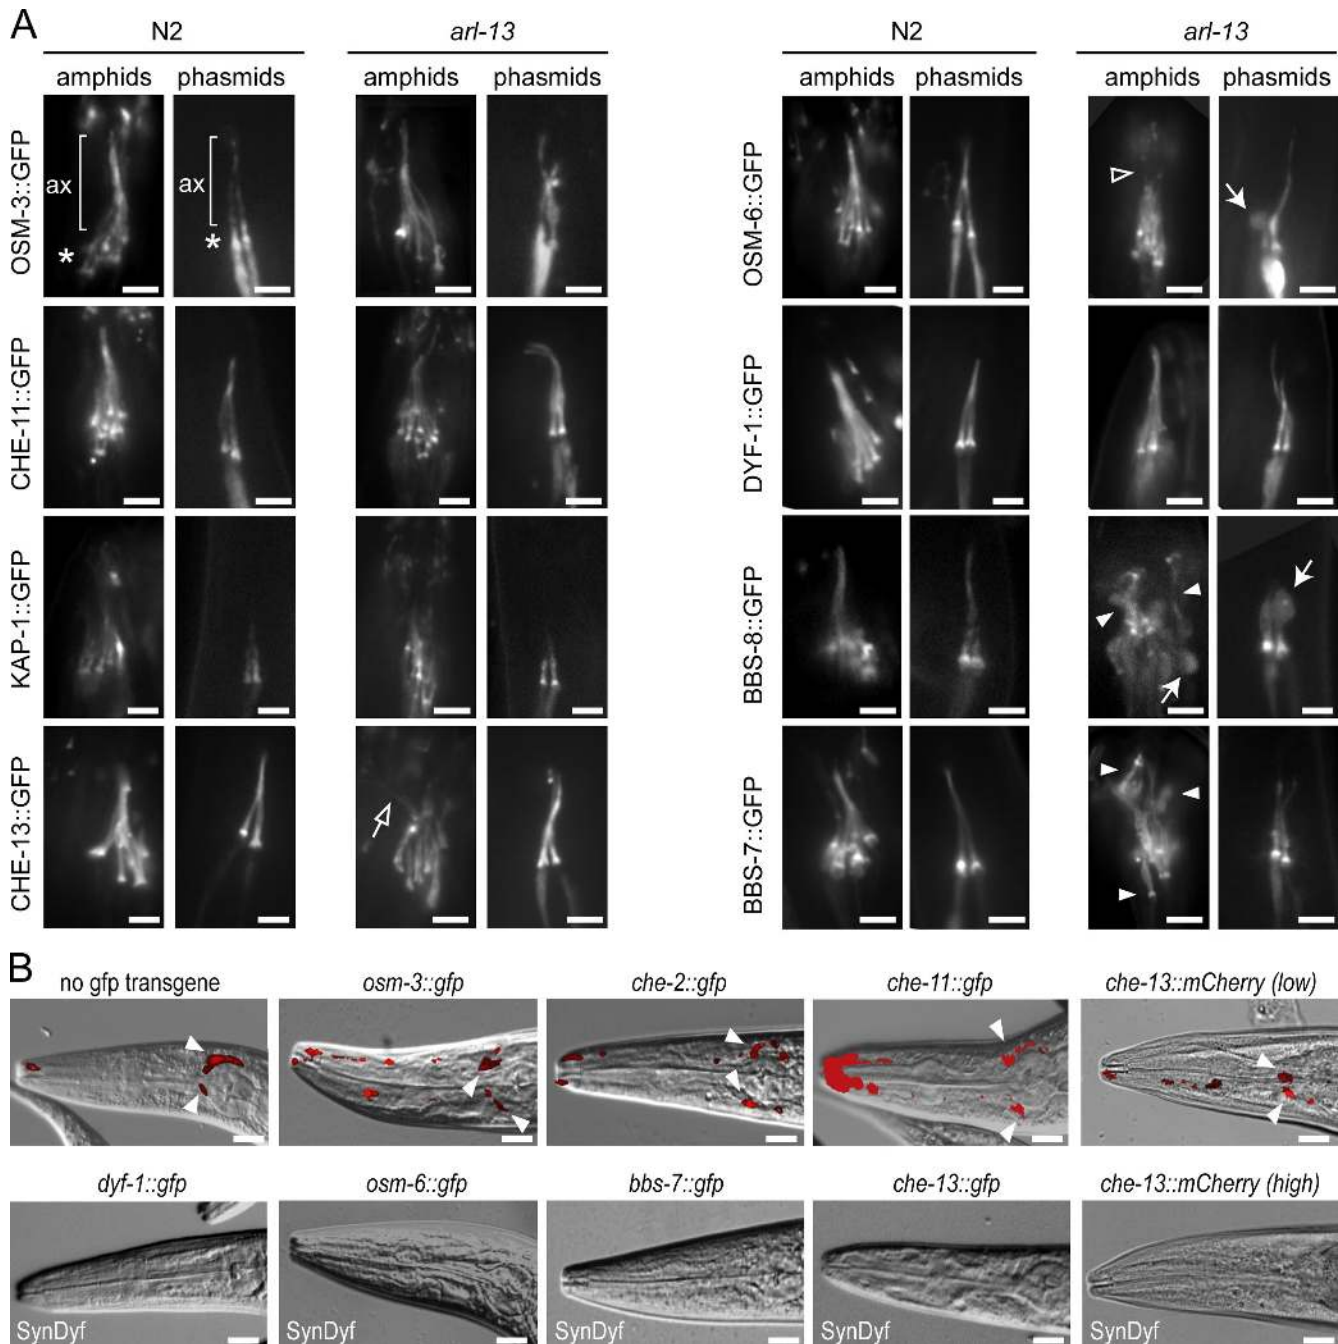 A
N2 arl-13 N2 arl-13
amphids phasmids amphids phasmids amphids phasmids amphids phasmids
OSM-3::GFP
ax
*
ax
*
OSM-6::GFP
CHE-11::GFP
DYF-1::GFP
KAP-1::GFP
BBS-8::GFP
CHE-13::GFP
BBS-7::GFP
B
no gfp transgene osm-3::gfp che-2::gfp che-11::gfp che-13::mCherry (low)
dyf-1::gfp osm-6::gfp bbs-7::gfp che-13::gfp che-13::mCherry (high)
SynDyf SynDyf SynDyf SynDyf SynDyf